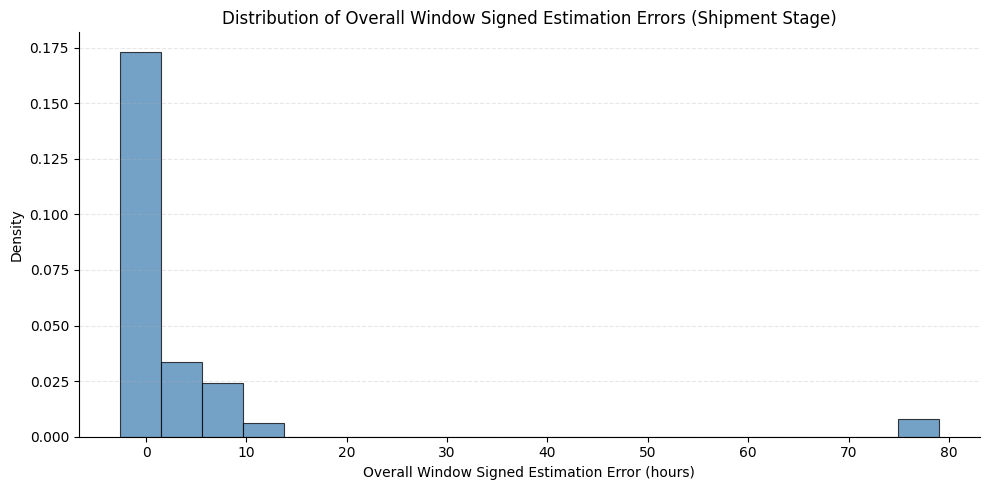 Distribution of Overall Window Signed Estimation Errors (Shipment Stage)
Density
0.175
0.150
0.125
0.100
0.075
0.050
0.025
0.000
0 10 20 30 40 50 60 70 80
Overall Window Signed Estimation Error (hours)